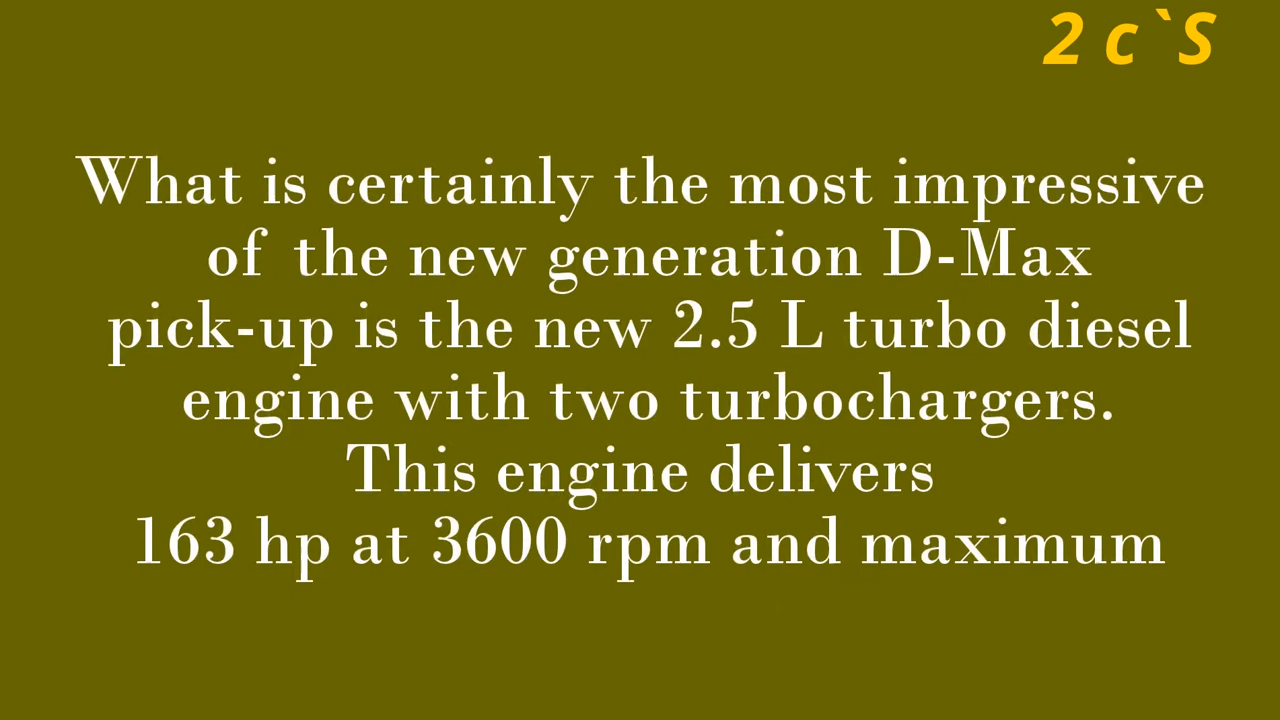 2 c`S
What is certainly the most impressive
of the new generation D-Max
pick-up is the new 2.5 L turbo diesel
engine with two turbochargers.
This engine delivers
163 hp at 3600 rpm and maximum